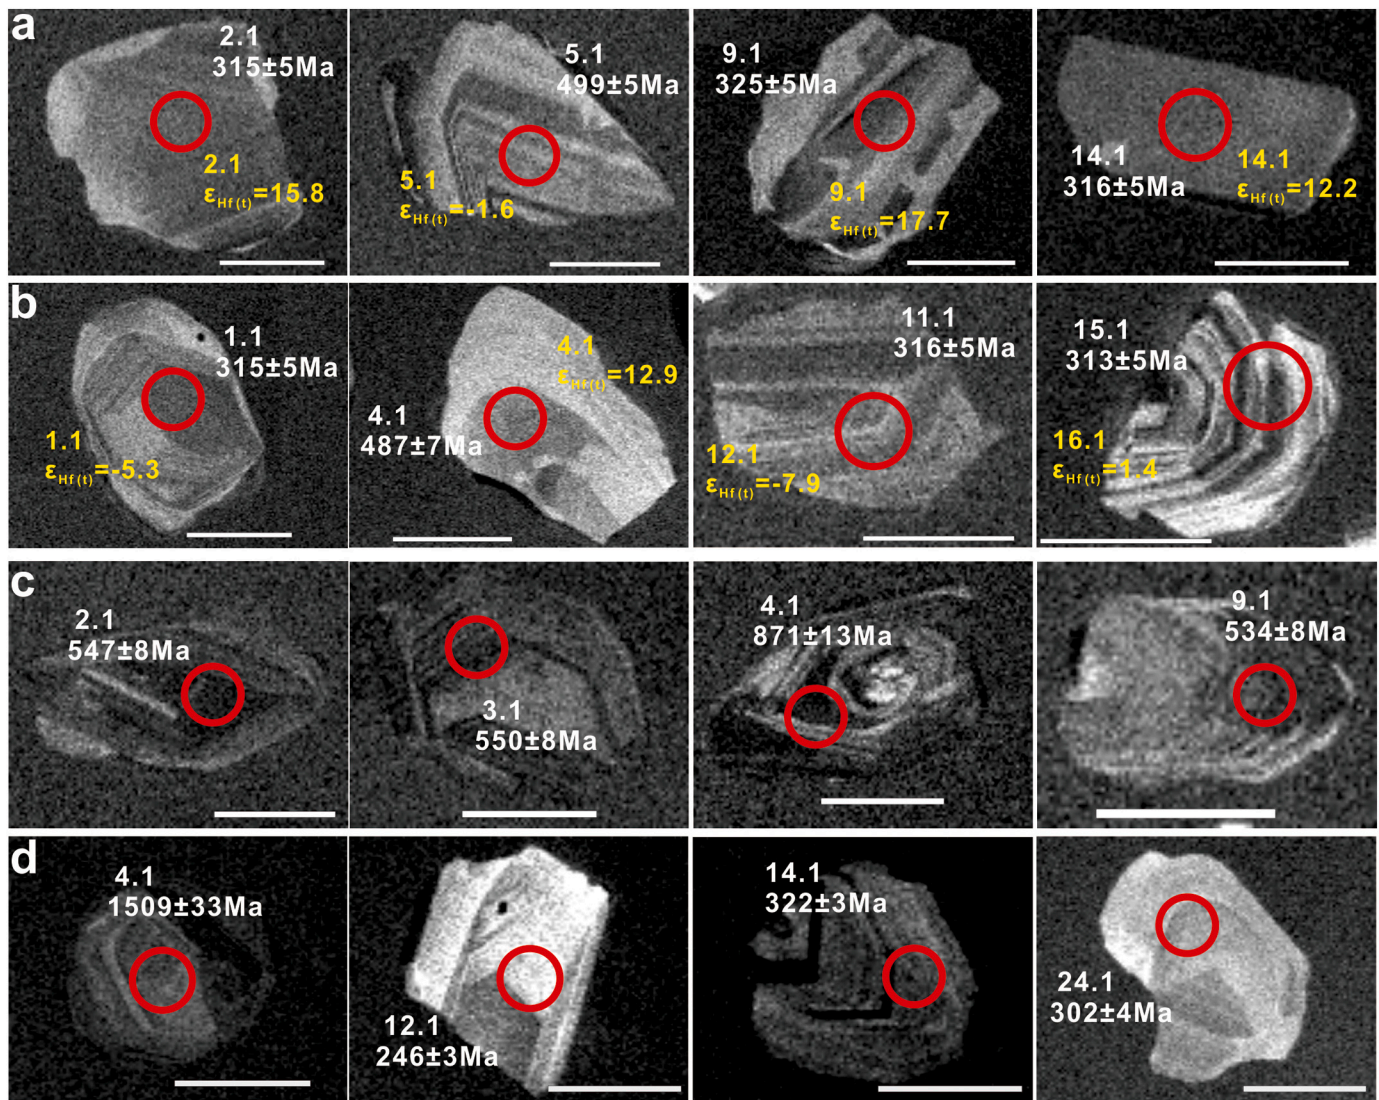 a
2.1
315±5Ma
2.1
εHf(t)=15.8
5.1
499±5Ma
5.1
εHf(t)=-1.6
9.1
325±5Ma
9.1
εHf(t)=17.7
14.1
316±5Ma
14.1
εHf(t)=12.2
b
1.1
315±5Ma
1.1
εHf(t)=-5.3
4.1
εHf(t)=12.9
4.1
487±7Ma
11.1
316±5Ma
12.1
εHf(t)=-7.9
15.1
313±5Ma
16.1
εHf(t)=1.4
c
2.1
547±8Ma
3.1
550±8Ma
4.1
871±13Ma
9.1
534±8Ma
d
4.1
1509±33Ma
12.1
246±3Ma
14.1
322±3Ma
24.1
302±4Ma